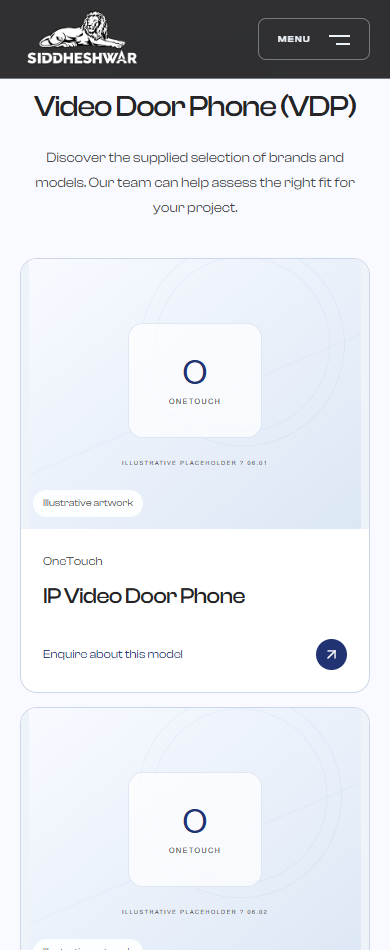 SIDDHESHWAR
MENU
Video Door Phone (VDP)
Discover the supplied selection of brands and
models. Our team can help assess the right fit for
your project.
O
ONETOUCH
ILLUSTRATIVE PLACEHOLDER ? 06.01
Illustrative artwork
OneTouch
IP Video Door Phone
Enquire about this model
O
ONETOUCH
ILLUSTRATIVE PLACEHOLDER ? 06.02